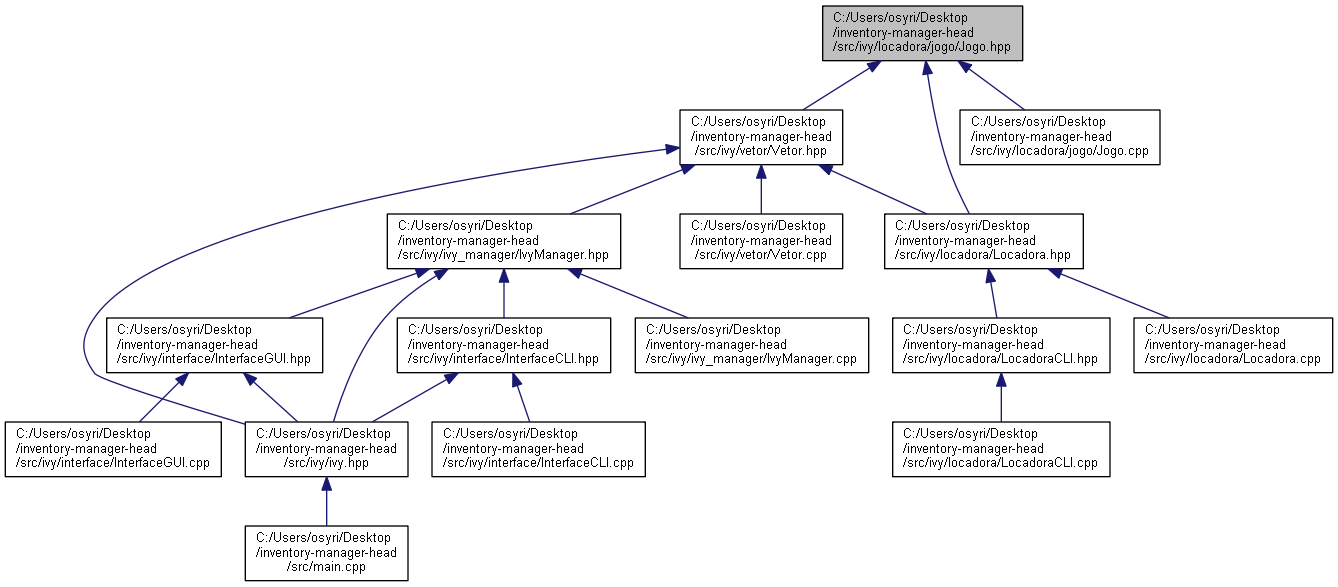 C:/Users/osyri/Desktop
/inventory-manager-head
/src/ivy/locadora/jogo/Jogo.hpp
C:/Users/osyri/Desktop
/inventory-manager-head
/src/ivy/vetor/Vetor.hpp
C:/Users/osyri/Desktop
/inventory-manager-head
/src/ivy/locadora/jogo/Jogo.cpp
C:/Users/osyri/Desktop
/inventory-manager-head
/src/ivy/ivy_manager/IvyManager.hpp
C:/Users/osyri/Desktop
/inventory-manager-head
/src/ivy/vetor/Vetor.cpp
C:/Users/osyri/Desktop
/inventory-manager-head
/src/ivy/locadora/Locadora.hpp
C:/Users/osyri/Desktop
/inventory-manager-head
/src/ivy/interface/InterfaceGUI.hpp
C:/Users/osyri/Desktop
/inventory-manager-head
/src/ivy/interface/InterfaceCLI.hpp
C:/Users/osyri/Desktop
/inventory-manager-head
/src/ivy/ivy_manager/IvyManager.cpp
C:/Users/osyri/Desktop
/inventory-manager-head
/src/ivy/locadora/LocadoraCLI.hpp
C:/Users/osyri/Desktop
/inventory-manager-head
/src/ivy/locadora/Locadora.cpp
C:/Users/osyri/Desktop
/inventory-manager-head
/src/ivy/interface/InterfaceGUI.cpp
C:/Users/osyri/Desktop
/inventory-manager-head
/src/ivy/ivy.hpp
C:/Users/osyri/Desktop
/inventory-manager-head
/src/ivy/interface/InterfaceCLI.cpp
C:/Users/osyri/Desktop
/inventory-manager-head
/src/ivy/locadora/LocadoraCLI.cpp
C:/Users/osyri/Desktop
/inventory-manager-head
/src/main.cpp